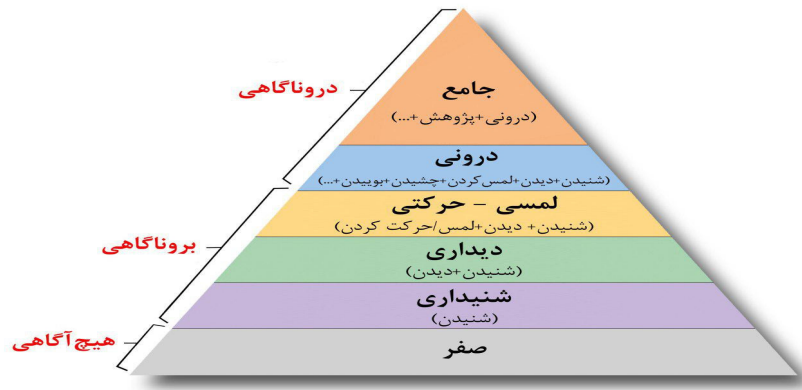 جامع
(درونی+پژوهش+...)
درونی
(شنیدن+دیدن+لمس‌کردن+چشیدن+بوییدن+...)
لمسی - حرکتی
(شنیدن+ دیدن+لمس/حرکت کردن)
دیداری
(شنیدن+دیدن)
شنیداری
(شنیدن)
صفر
دروناگاهی
بروناگاهی
هیچ‌آگاهی